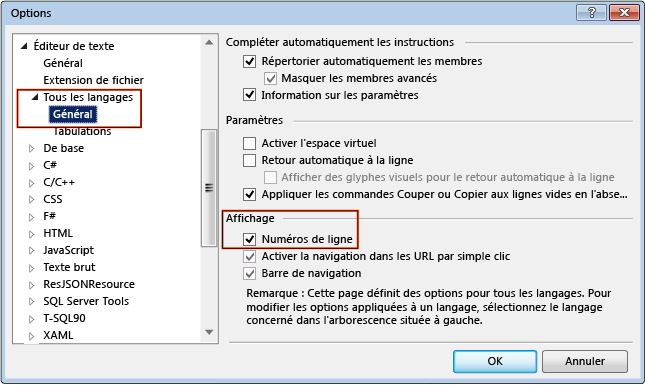 Options
Éditeur de texte
Général
Extension de fichier
Tous les langages
Général
Tabulations
De base
C#
C/C++
CSS
F#
HTML
JavaScript
Texte brut
ResJSONResource
SQL Server Tools
T-SQL90
XAML
Compléter automatiquement les instructions
Répertorier automatiquement les membres
Masquer les membres avancés
Information sur les paramètres
Paramètres
Activer l'espace virtuel
Retour automatique à la ligne
Afficher des glyphes visuels pour le retour automatique à la ligne
Appliquer les commandes Couper ou Copier aux lignes vides en l'abse...
Affichage
Numéros de ligne
Activer la navigation dans les URL par simple clic
Barre de navigation
Remarque : Cette page définit des options pour tous les langages. Pour
modifier les options appliquées à un langage, sélectionnez le langage
concerné dans l'arborescence située à gauche.
OK
Annuler